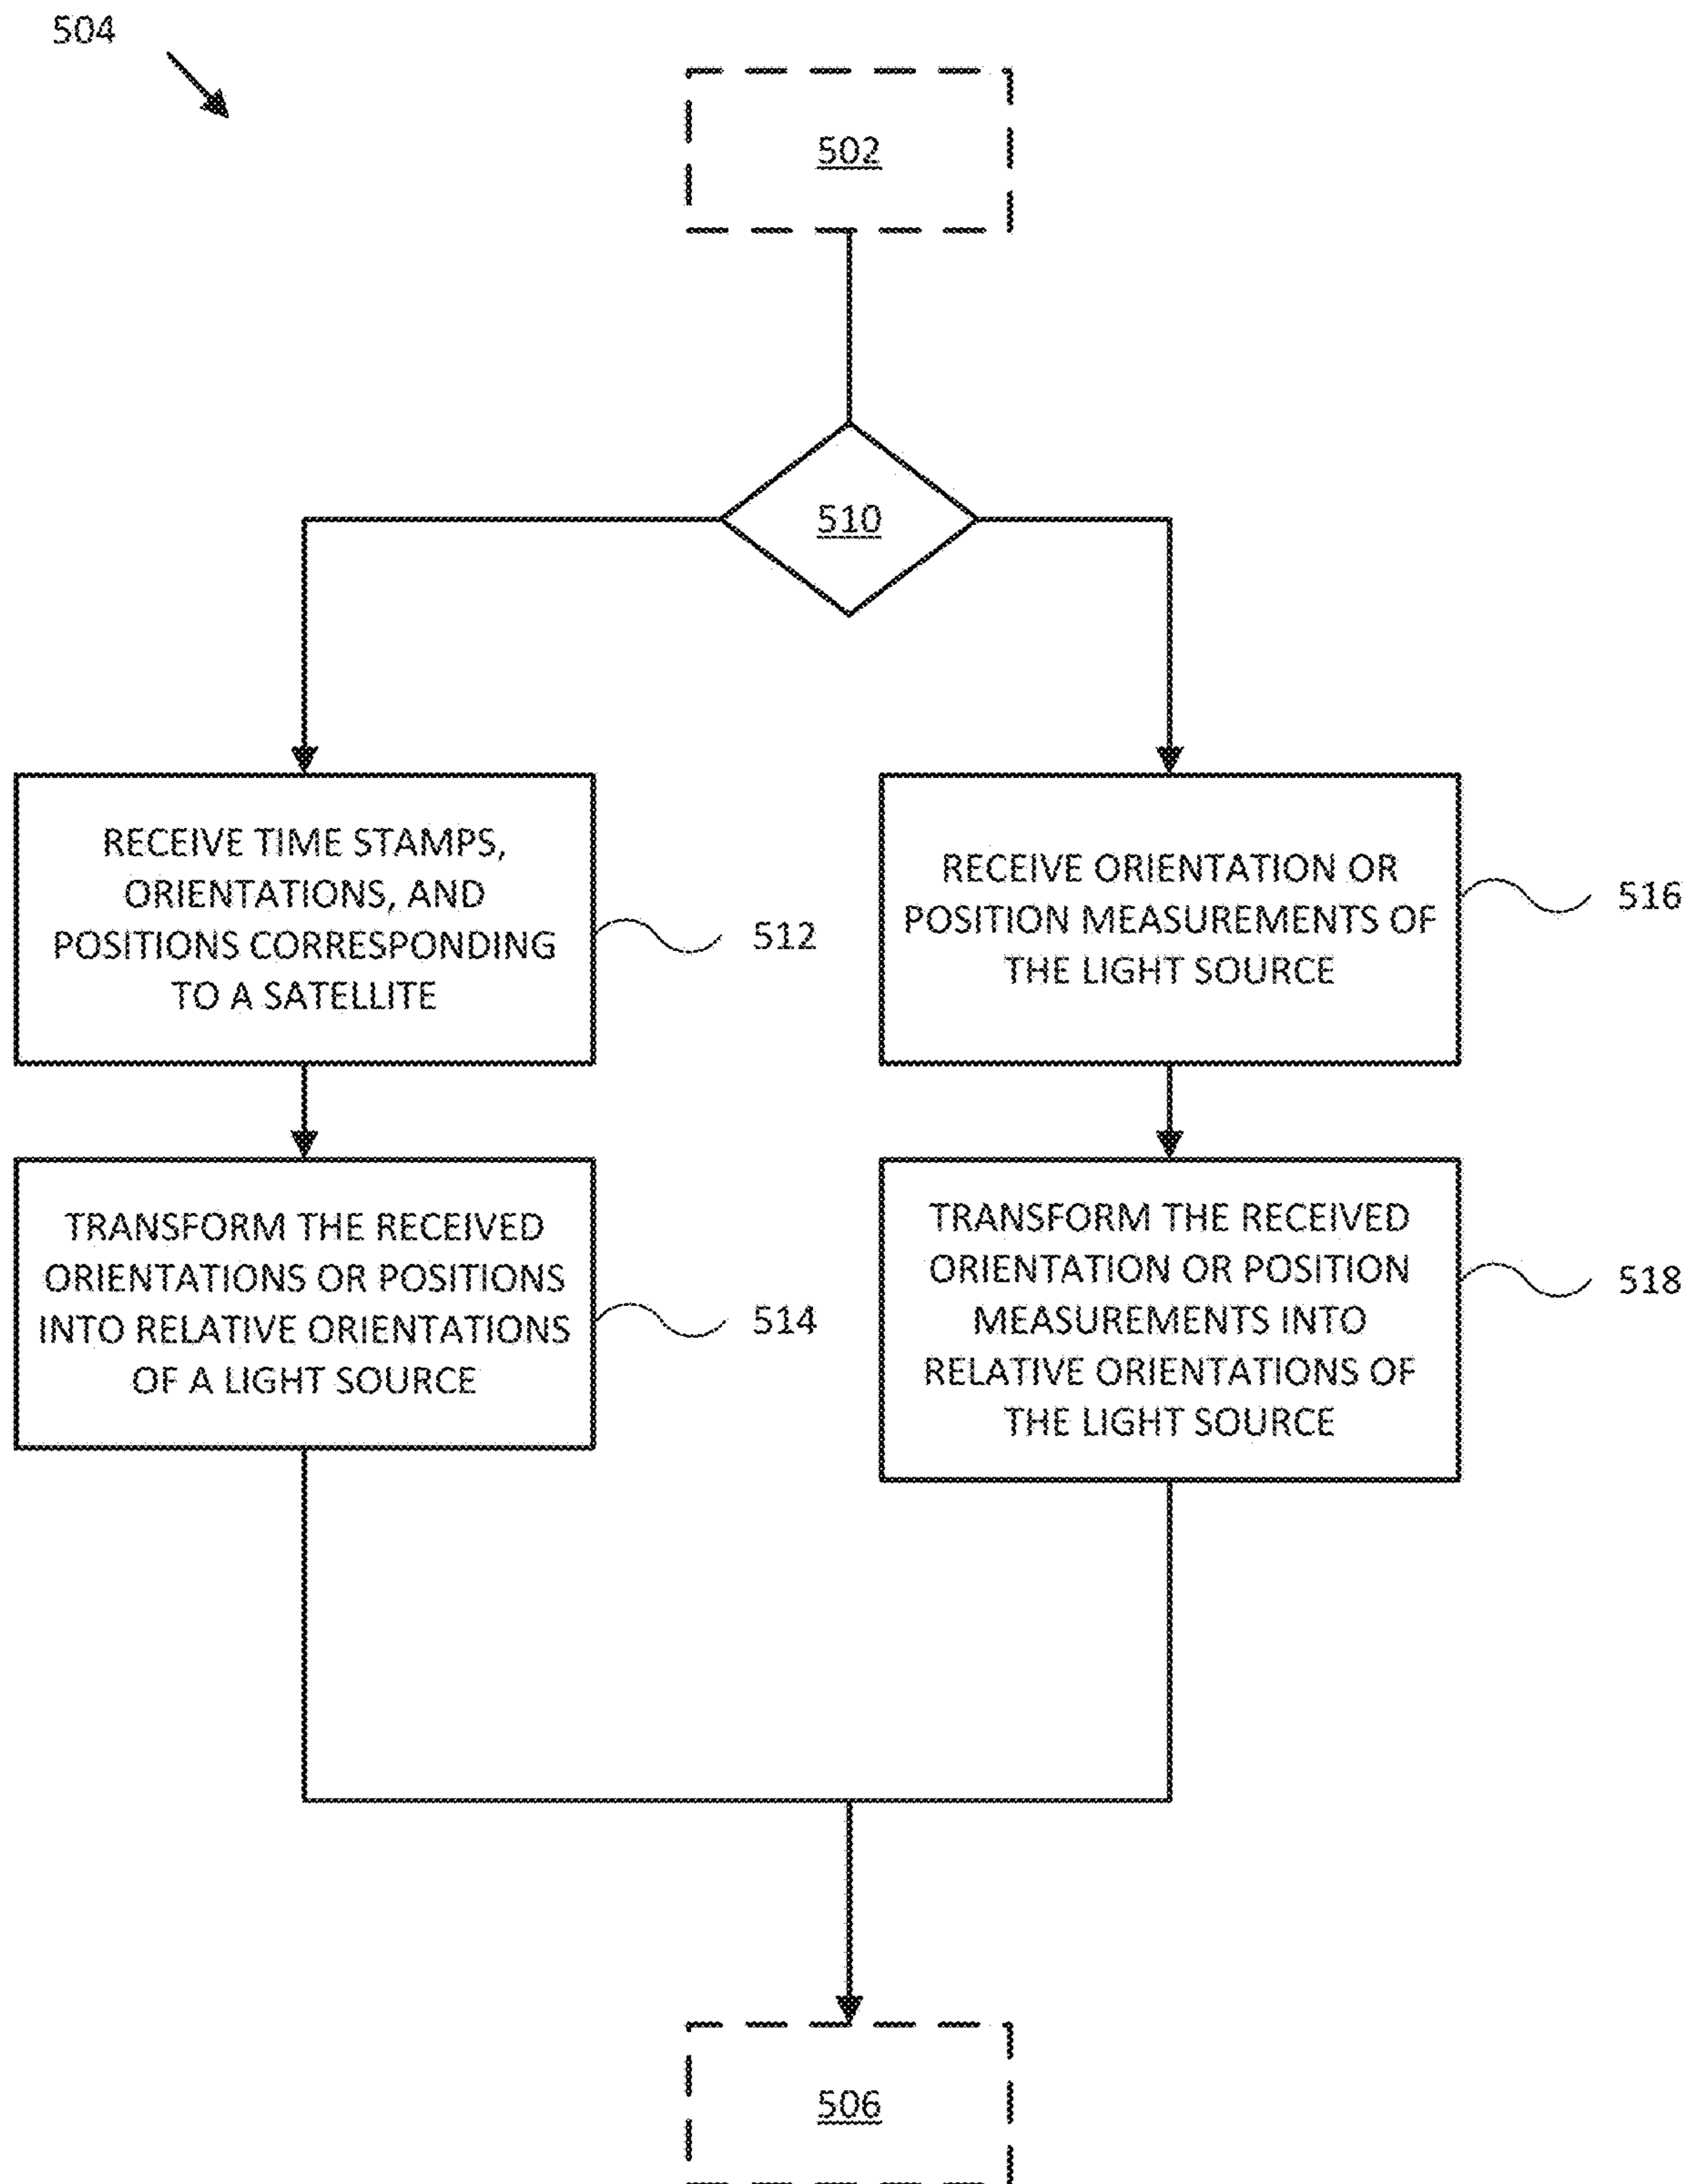 504
502
510
RECEIVE TIME STAMPS,
ORIENTATIONS, AND
POSITIONS CORRESPONDING
TO A SATELLITE
512
RECEIVE ORIENTATION OR
POSITION MEASUREMENTS OF
THE LIGHT SOURCE
516
TRANSFORM THE RECEIVED
ORIENTATIONS OR POSITIONS
INTO RELATIVE ORIENTATIONS
OF A LIGHT SOURCE
514
TRANSFORM THE RECEIVED
ORIENTATION OR POSITION
MEASUREMENTS INTO
RELATIVE ORIENTATIONS OF
THE LIGHT SOURCE
518
506